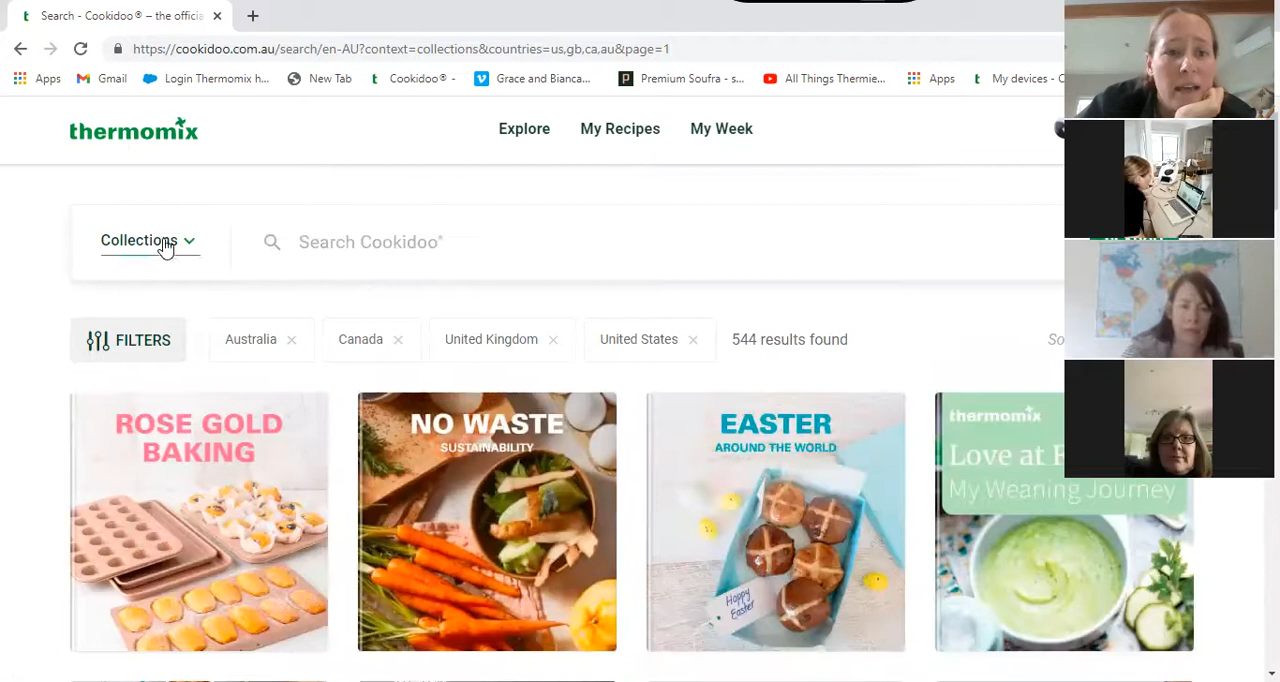 Search - Cookidoo® – the officia
https://cookidoo.com.au/search/en-AU?context=collections&countries=us,gb,ca,au&page=1
Apps Gmail Login Thermomix h... New Tab Cookidoo® - Grace and Bianca... Premium Soufra - s... All Things Thermie... Apps My devices - C
thermomix Explore My Recipes My Week
Collections Search Cookidoo®
FILTERS Australia Canada United Kingdom United States 544 results found So
ROSE GOLD
BAKING
NO WASTE
SUSTAINABILITY
EASTER
AROUND THE WORLD
Happy
Easter
thermomix
Love at F
My Weaning Journey